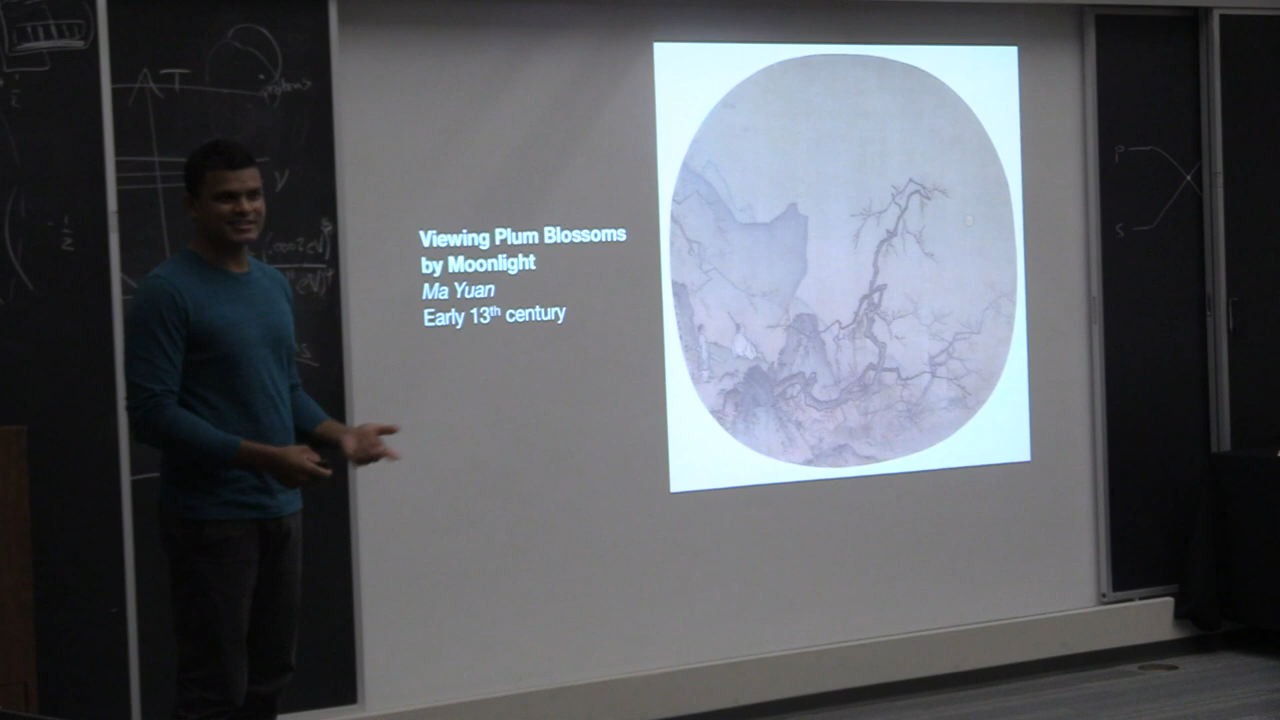 Viewing Plum Blossoms
by Moonlight
Ma Yuan
Early 13th century
T
P
S